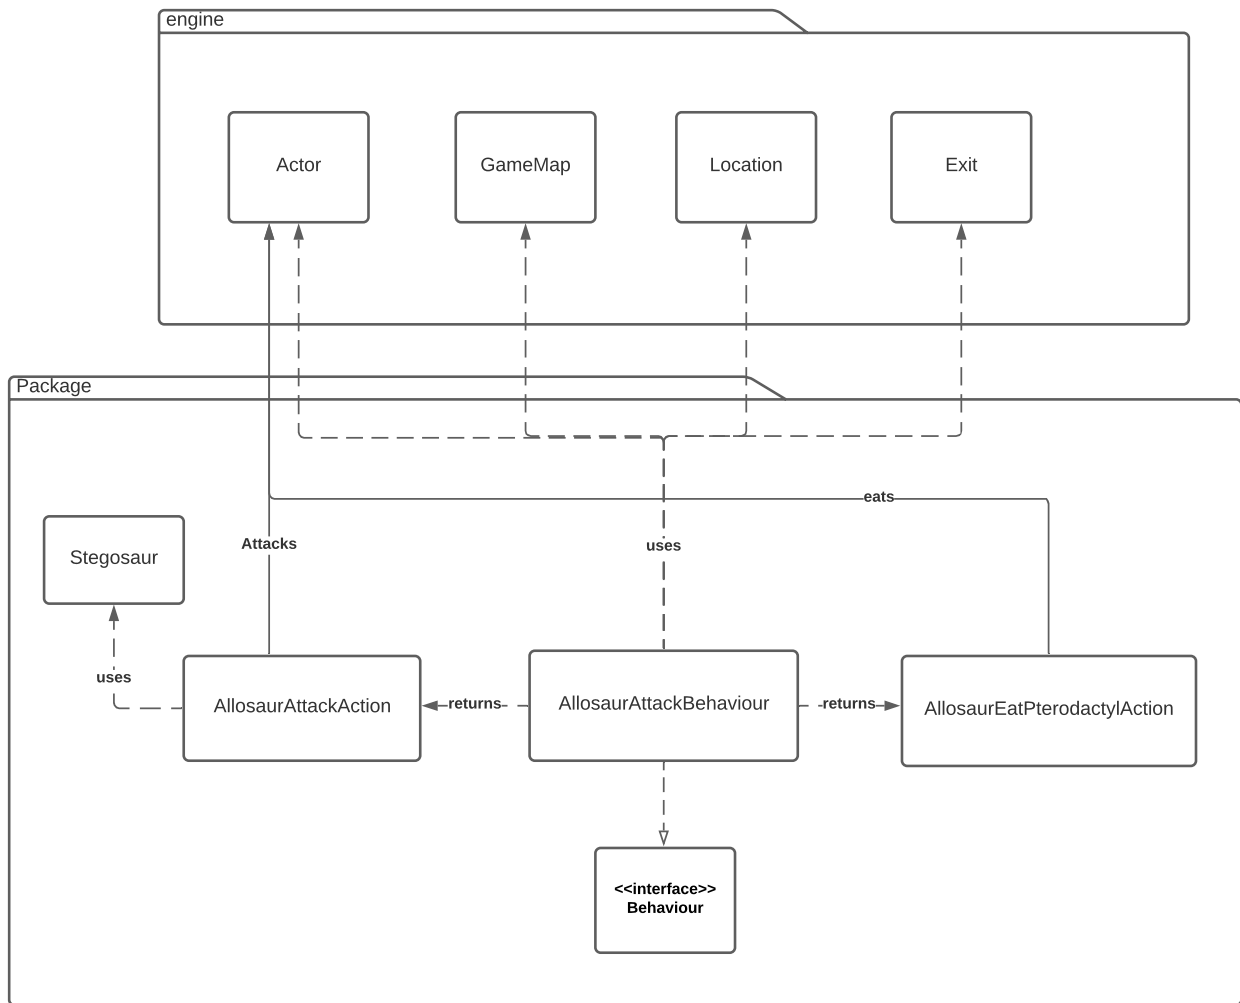 engine
Actor
GameMap
Location
Exit
Package
eats
Attacks
uses
Stegosaur
uses
AllosaurAttackAction
returns
AllosaurAttackBehaviour
returns
AllosaurEatPterodactylAction
<<interface>>
Behaviour